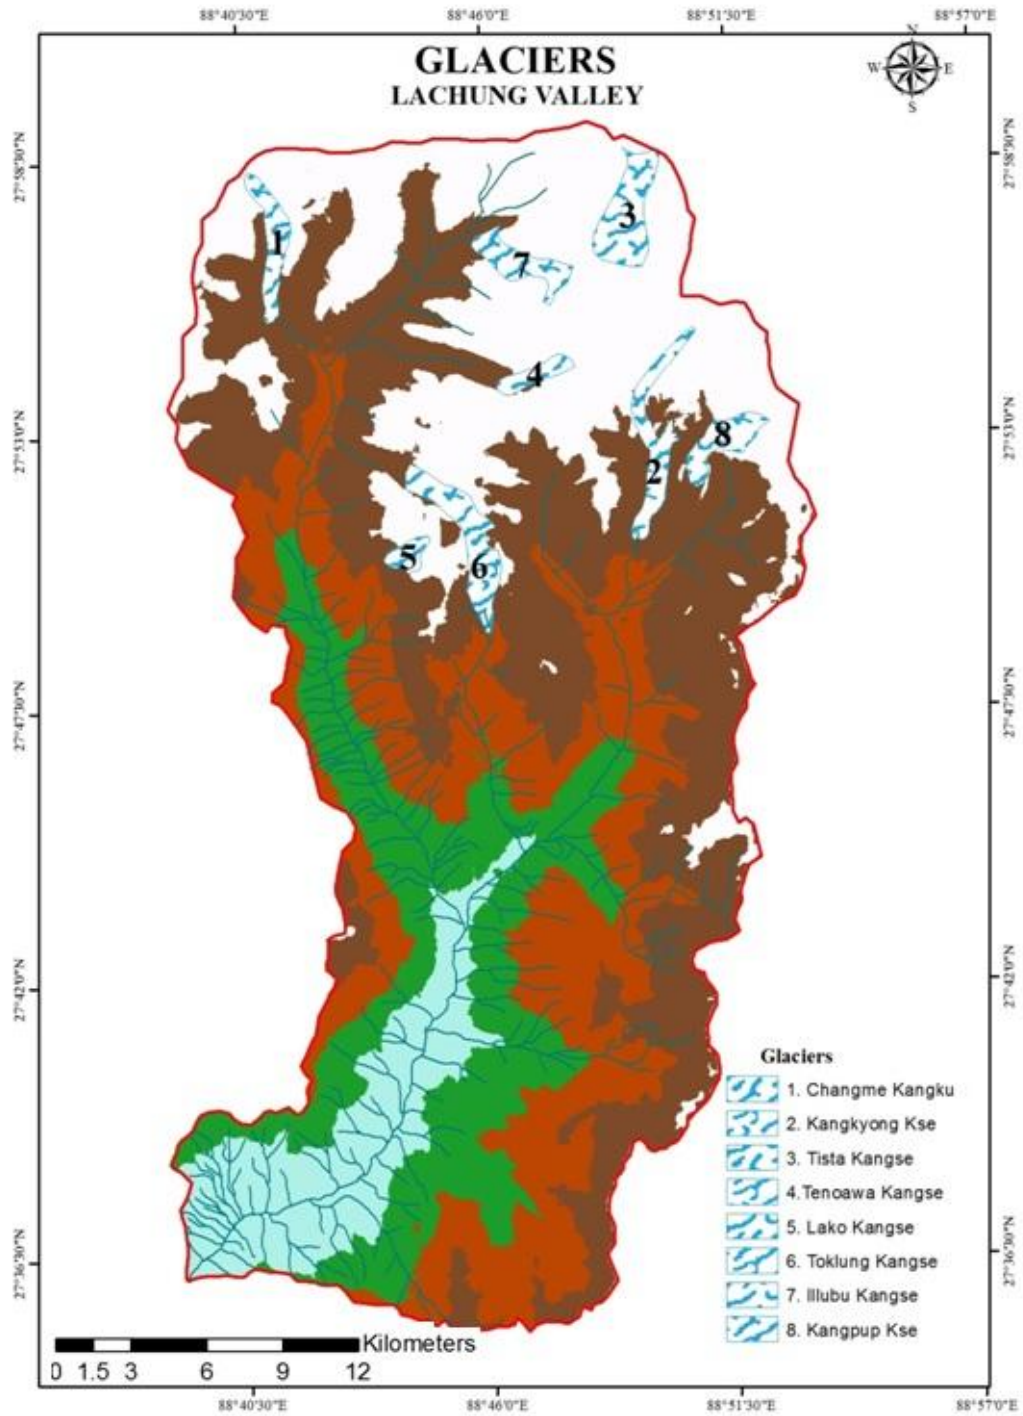 88°40'30"E 88°46'0"E 88°51'30"E 88°57'0"E
GLACIERS
LACHUNG VALLEY
N
W E
S
27°58'30"N 27°58'30"N
3
1
7
4
27°53'0"N 27°53'0"N
8
2
5
6
27°47'30"N 27°47'30"N
27°42'0"N 27°42'0"N
Glaciers
1. Changme Kangku
2. Kangkyong Kse
3. Tista Kangse
4.Tenoawa Kangse
5. Lako Kangse
6. Toklung Kangse
7. Illubu Kangse
8. Kangpup Kse
27°36'30"N 27°36'30"N
Kilometers
0 1.5 3 6 9 12
88°40'30"E 88°46'0"E 88°51'30"E 88°57'0"E